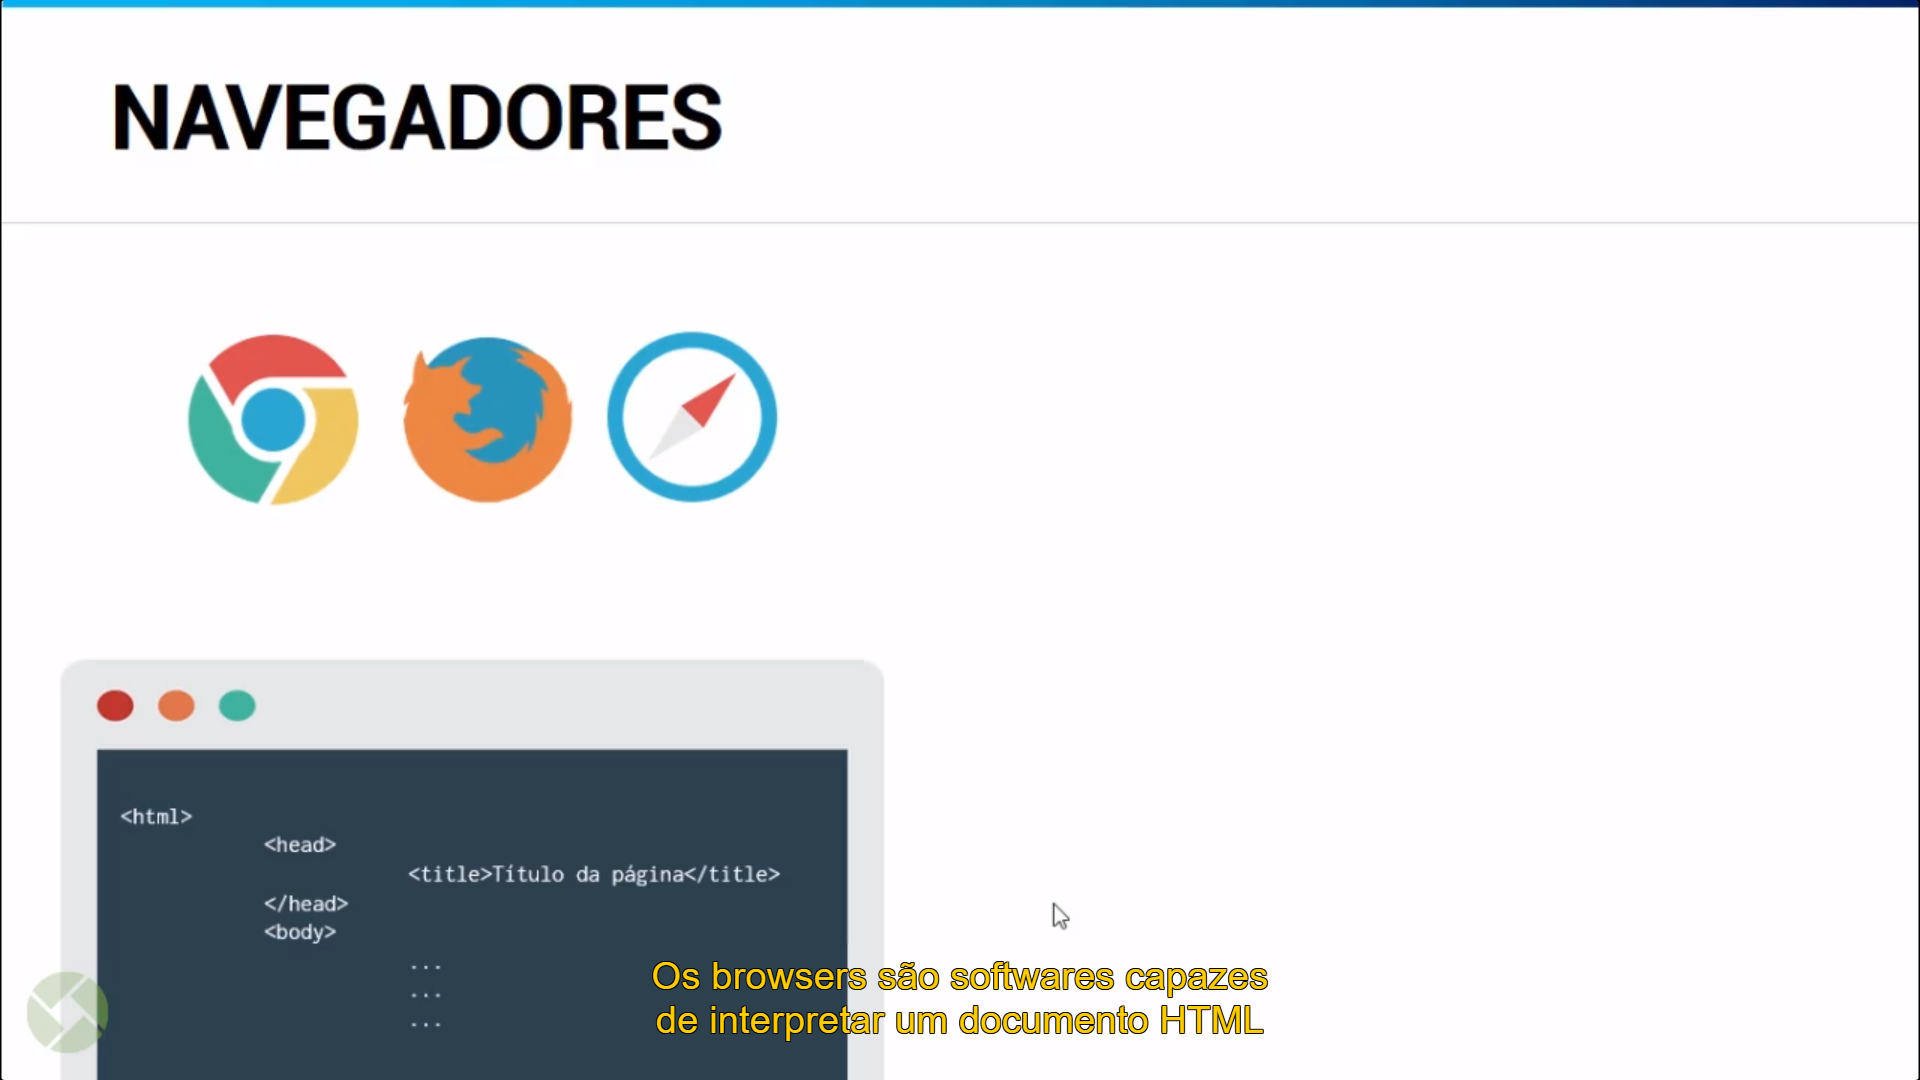 NAVEGADORES
<html>
<head>
<title>Título da página</title>
</head>
<body>
...
...
...
Os browsers são softwares capazes
de interpretar um documento HTML